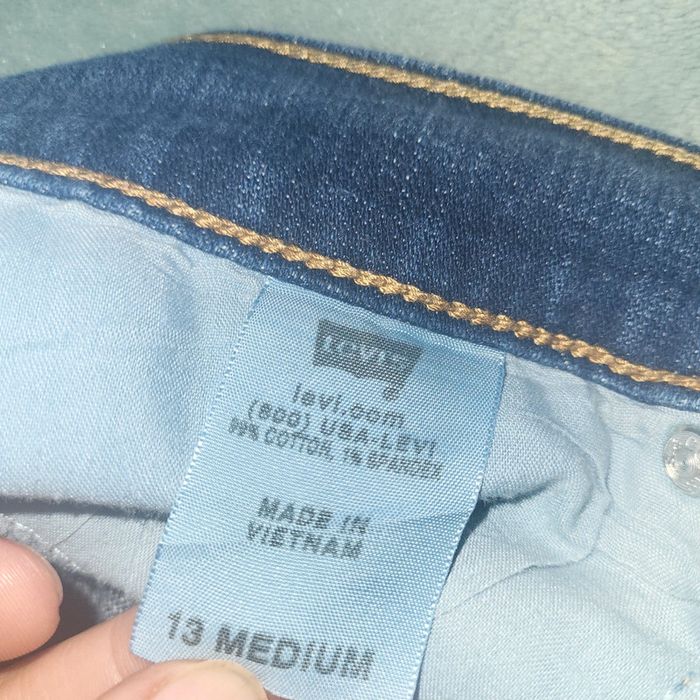 LEVI'S
levi.com
(800) USA-LEVI
99% COTTON, 1% SPANDEX
MADE IN
VIETNAM
13 MEDIUM